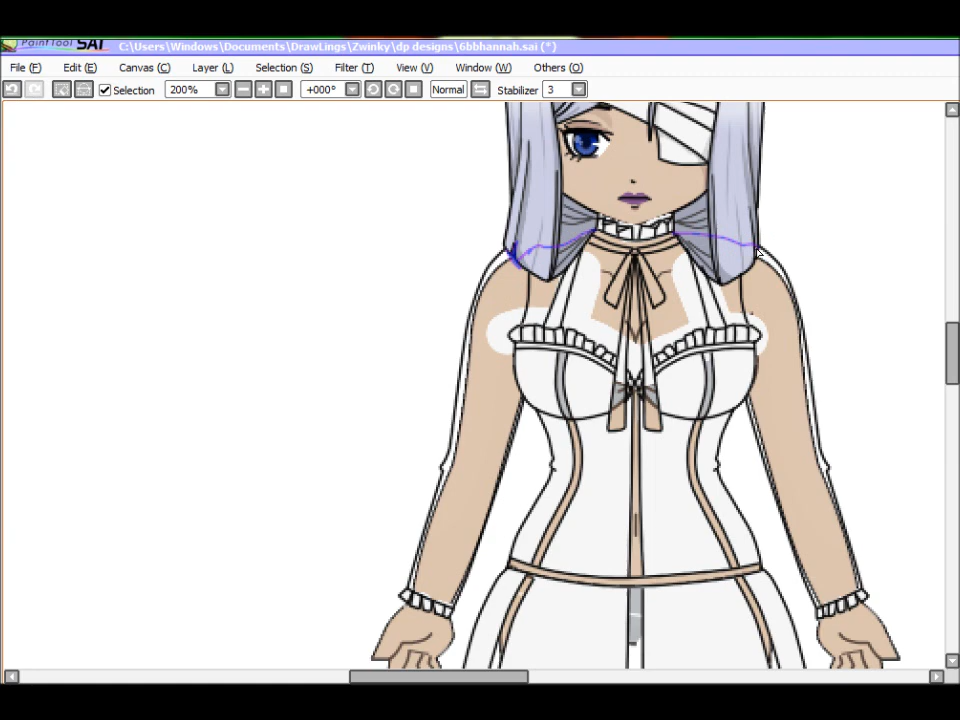 PaintTool SAI C:\Users\Windows\Documents\DrawLings\Zwinky\dp designs\6bbhannah.sai (*)
File (F) Edit (E) Canvas (C) Layer (L) Selection (S) Filter (T) View (V) Window (W) Others (O)
Selection 200% +000° Normal Stabilizer 3